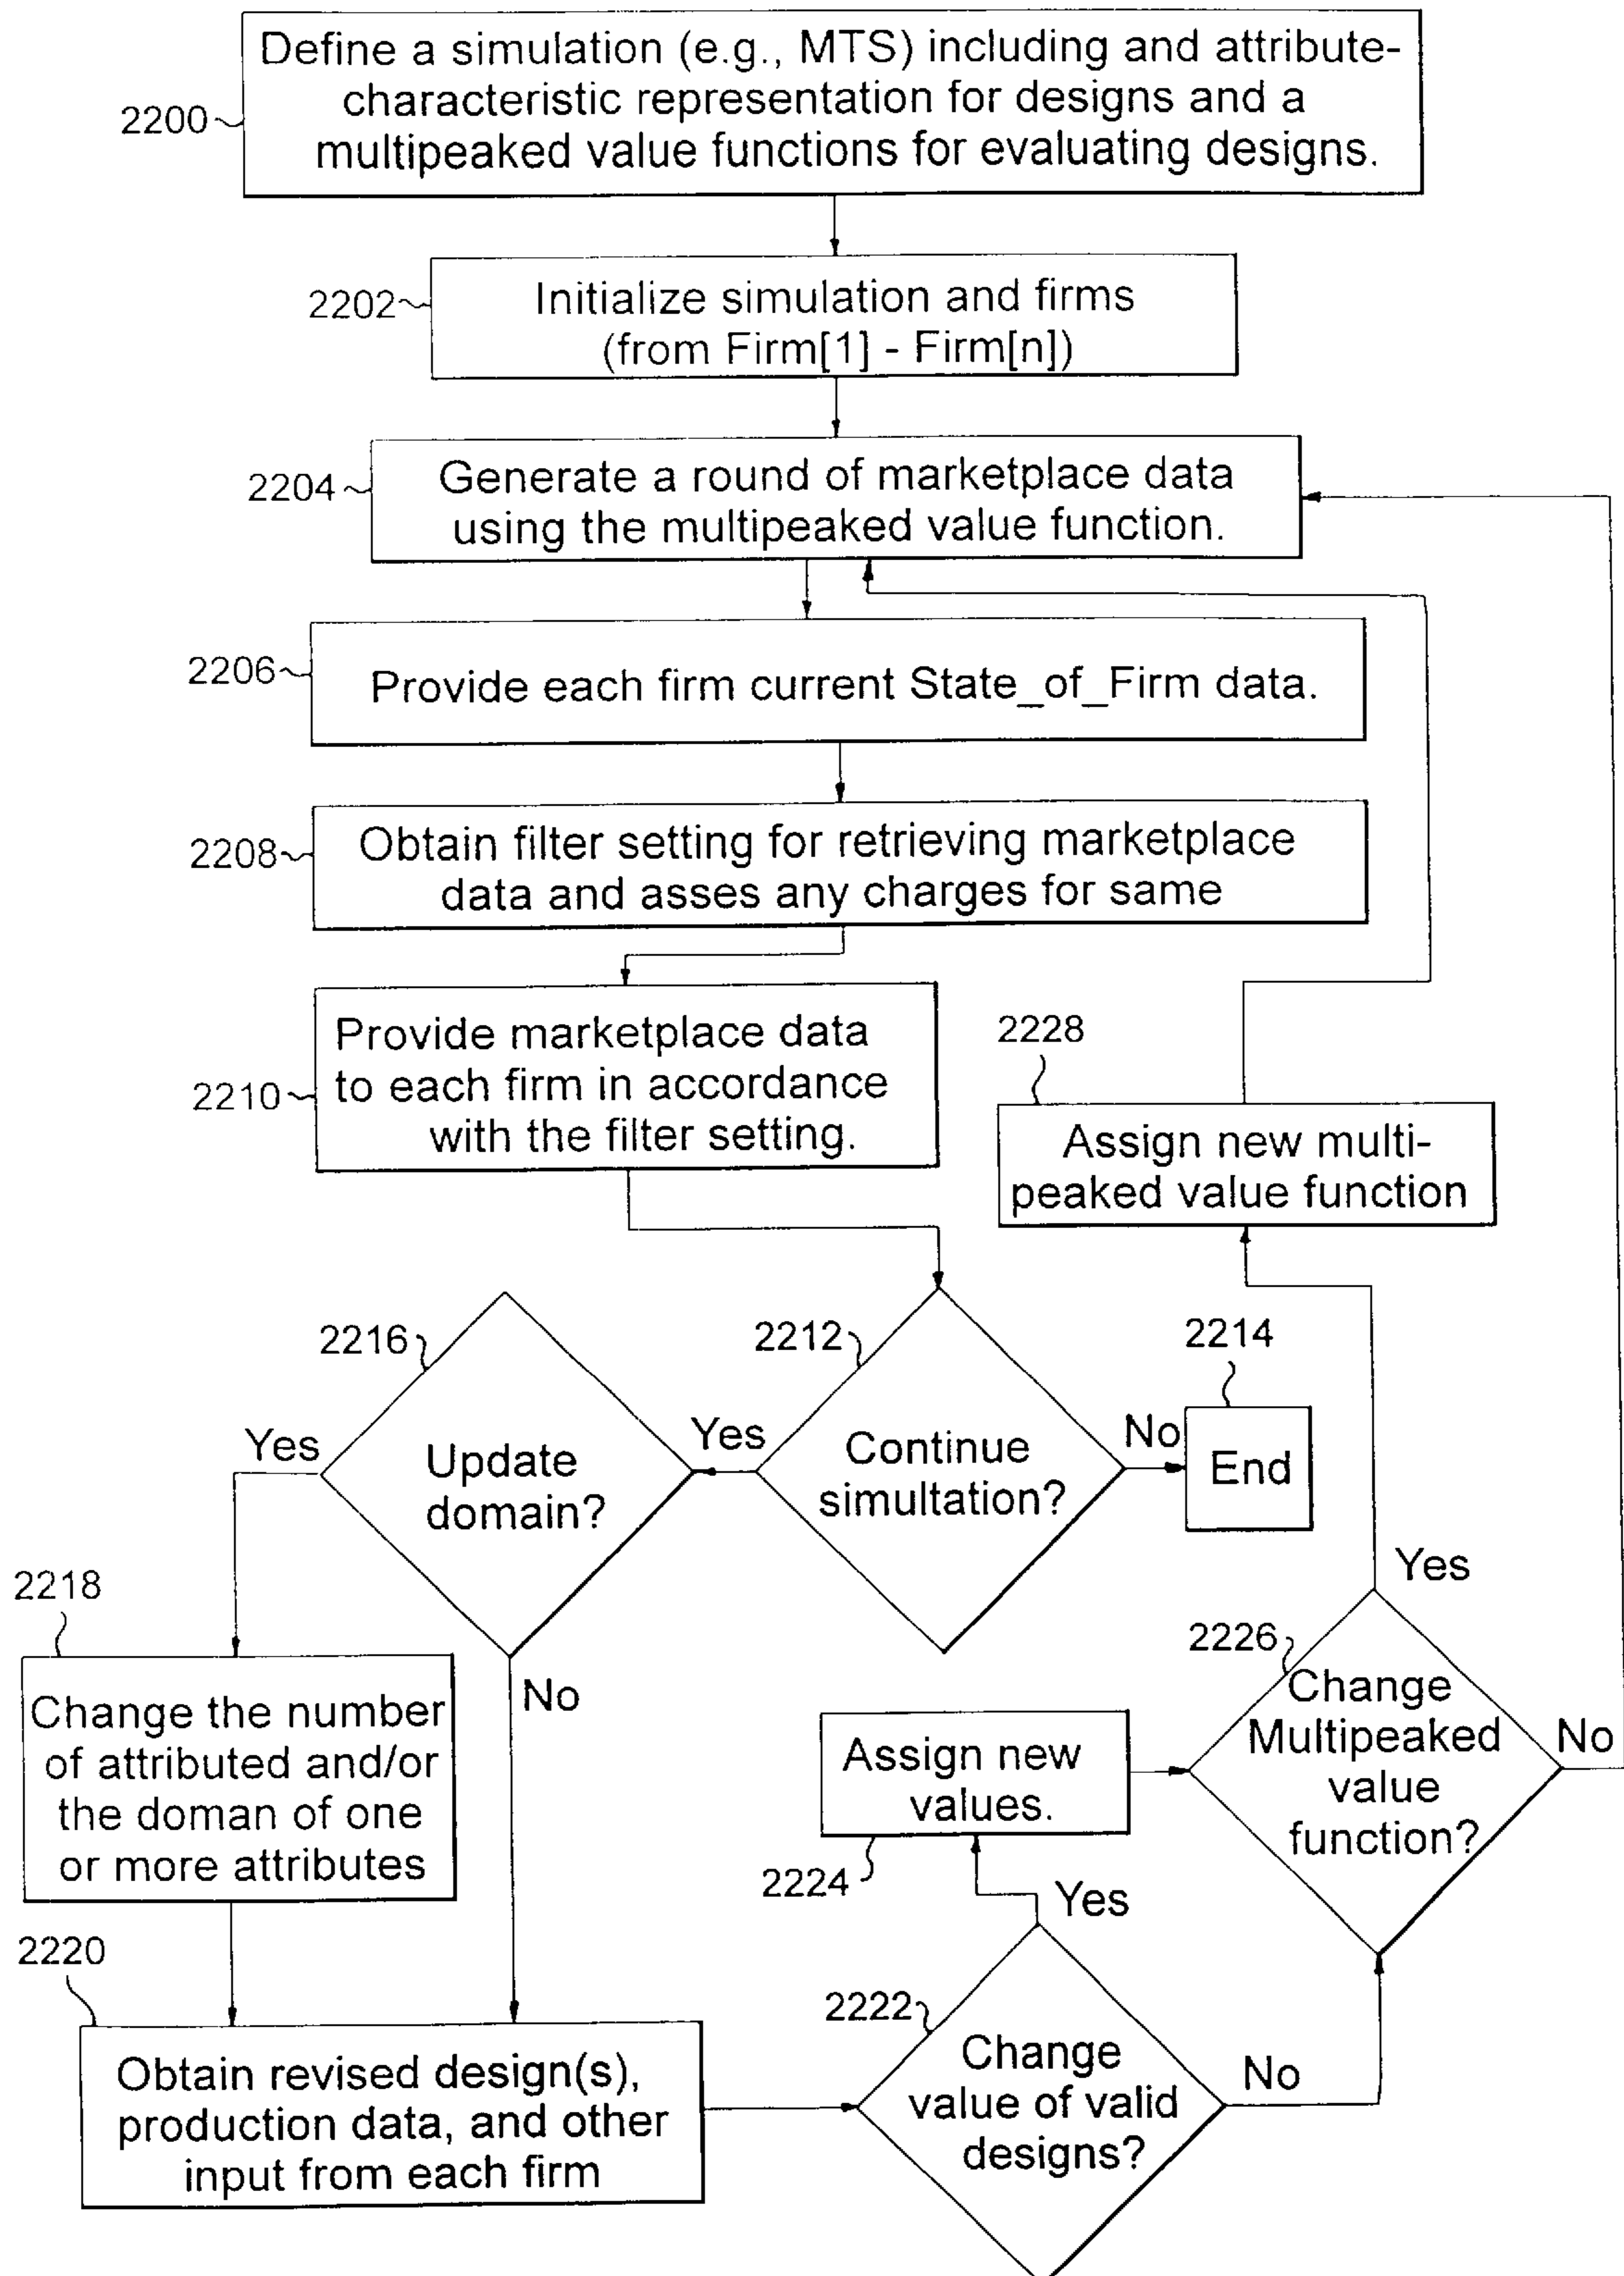 Define a simulation (e.g., MTS) including and attribute-
characteristic representation for designs and a
multipeaked value functions for evaluating designs.
2200
Initialize simulation and firms
(from Firm[1] - Firm[n])
2202
Generate a round of marketplace data
using the multipeaked value function.
2204
Provide each firm current State_of_Firm data.
2206
Obtain filter setting for retrieving marketplace
data and asses any charges for same
2208
Provide marketplace data
to each firm in accordance
with the filter setting.
2210
2228
Assign new multi-
peaked value function
2216
Update
domain?
Yes
No
2212
Continue
simultation?
Yes
No
2214
End
2218
Change the number
of attributed and/or
the doman of one
or more attributes
2220
Obtain revised design(s),
production data, and other
input from each firm
2222
Change
value of valid
designs?
Yes
No
Assign new
values.
2224
2226
Change
Multipeaked
value
function?
Yes
No